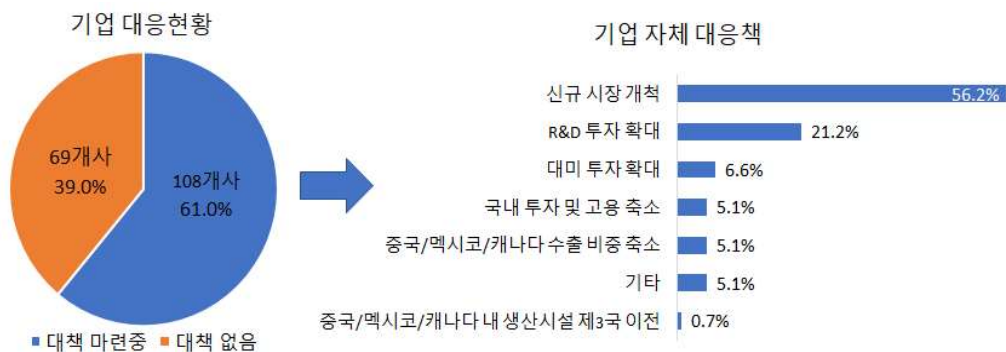 기업 대응현황
69개사
39.0%
108개사
61.0%
대책 마련중
대책 없음
기업 자체 대응책
신규 시장 개척 56.2%
R&D 투자 확대 21.2%
대미 투자 확대 6.6%
국내 투자 및 고용 축소 5.1%
중국/멕시코/캐나다 수출 비중 축소 5.1%
기타 5.1%
중국/멕시코/캐나다 내 생산시설 제3국 이전 0.7%